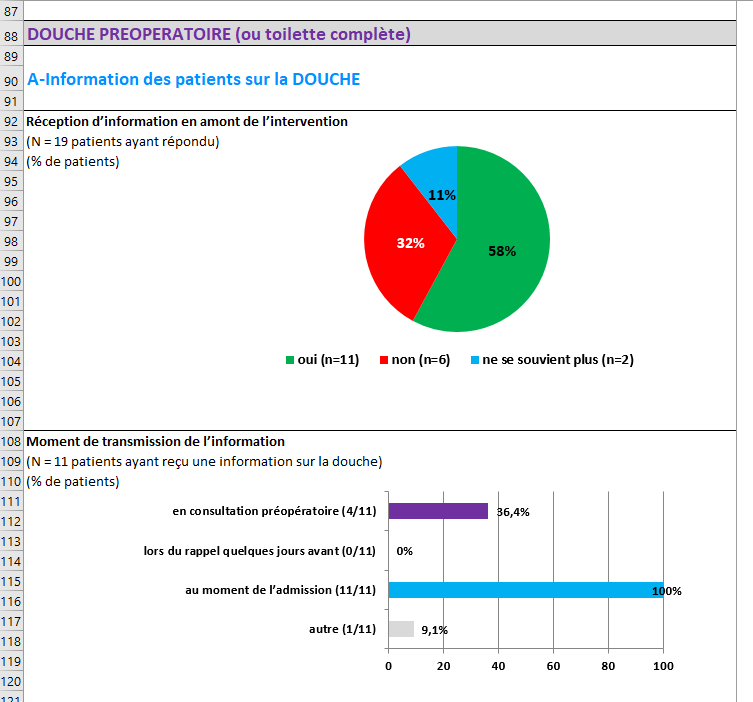 87
88 DOUCHE PREOPERATOIRE (ou toilette complète)
89
90 A-Information des patients sur la DOUCHE
91
92 Réception d’information en amont de l’intervention
93 (N = 19 patients ayant répondu)
94 (% de patients)
95
96 11%
97 32%
98 58%
99
100
101
102
103
104 oui (n=11) non (n=6) ne se souvient plus (n=2)
105
106
107
108 Moment de transmission de l’information
109 (N = 11 patients ayant reçu une information sur la douche)
110 (% de patients)
111
112 en consultation préopératoire (4/11) 36,4%
113
114 lors du rappel quelques jours avant (0/11) 0%
115
116 au moment de l’admission (11/11) 100%
117
118 autre (1/11) 9,1%
119
120 0 20 40 60 80 100
121